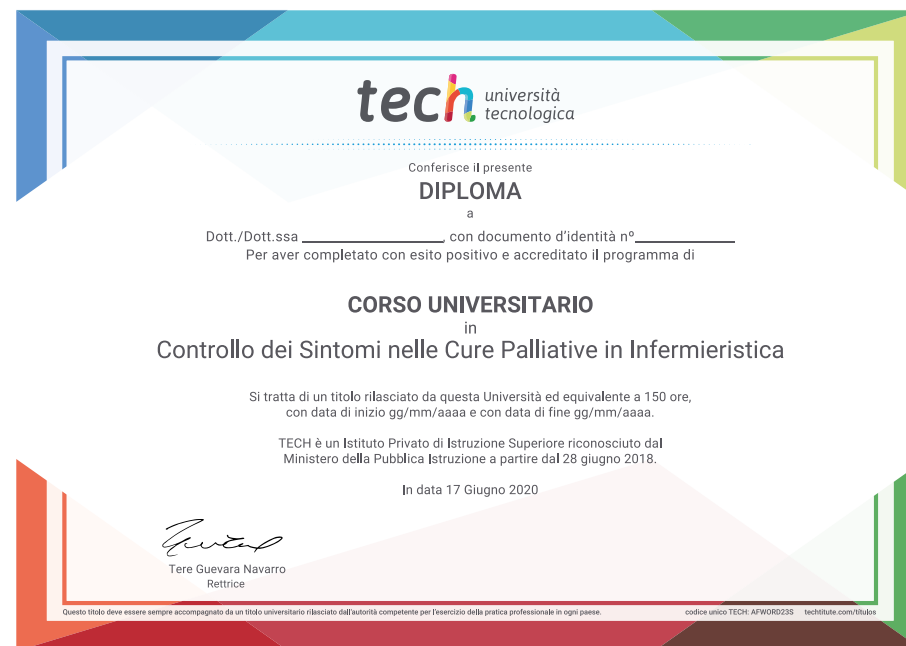 tech università
tecnologica
Conferisce il presente
DIPLOMA
a
Dott./Dott.ssa ____________________, con documento d'identità nº______________
Per aver completato con esito positivo e accreditato il programma di
CORSO UNIVERSITARIO
in
Controllo dei Sintomi nelle Cure Palliative in Infermieristica
Si tratta di un titolo rilasciato da questa Università ed equivalente a 150 ore,
con data di inizio gg/mm/aaaa e con data di fine gg/mm/aaaa.
TECH è un Istituto Privato di Istruzione Superiore riconosciuto dal
Ministero della Pubblica Istruzione a partire dal 28 giugno 2018.
In data 17 Giugno 2020
Tere Guevara Navarro
Rettrice
Questo titolo deve essere sempre accompagnato da un titolo universitario rilasciato dall'autorità competente per l'esercizio della pratica professionale in ogni paese. codice unico TECH: AFWORD23S techtitute.com/titulos